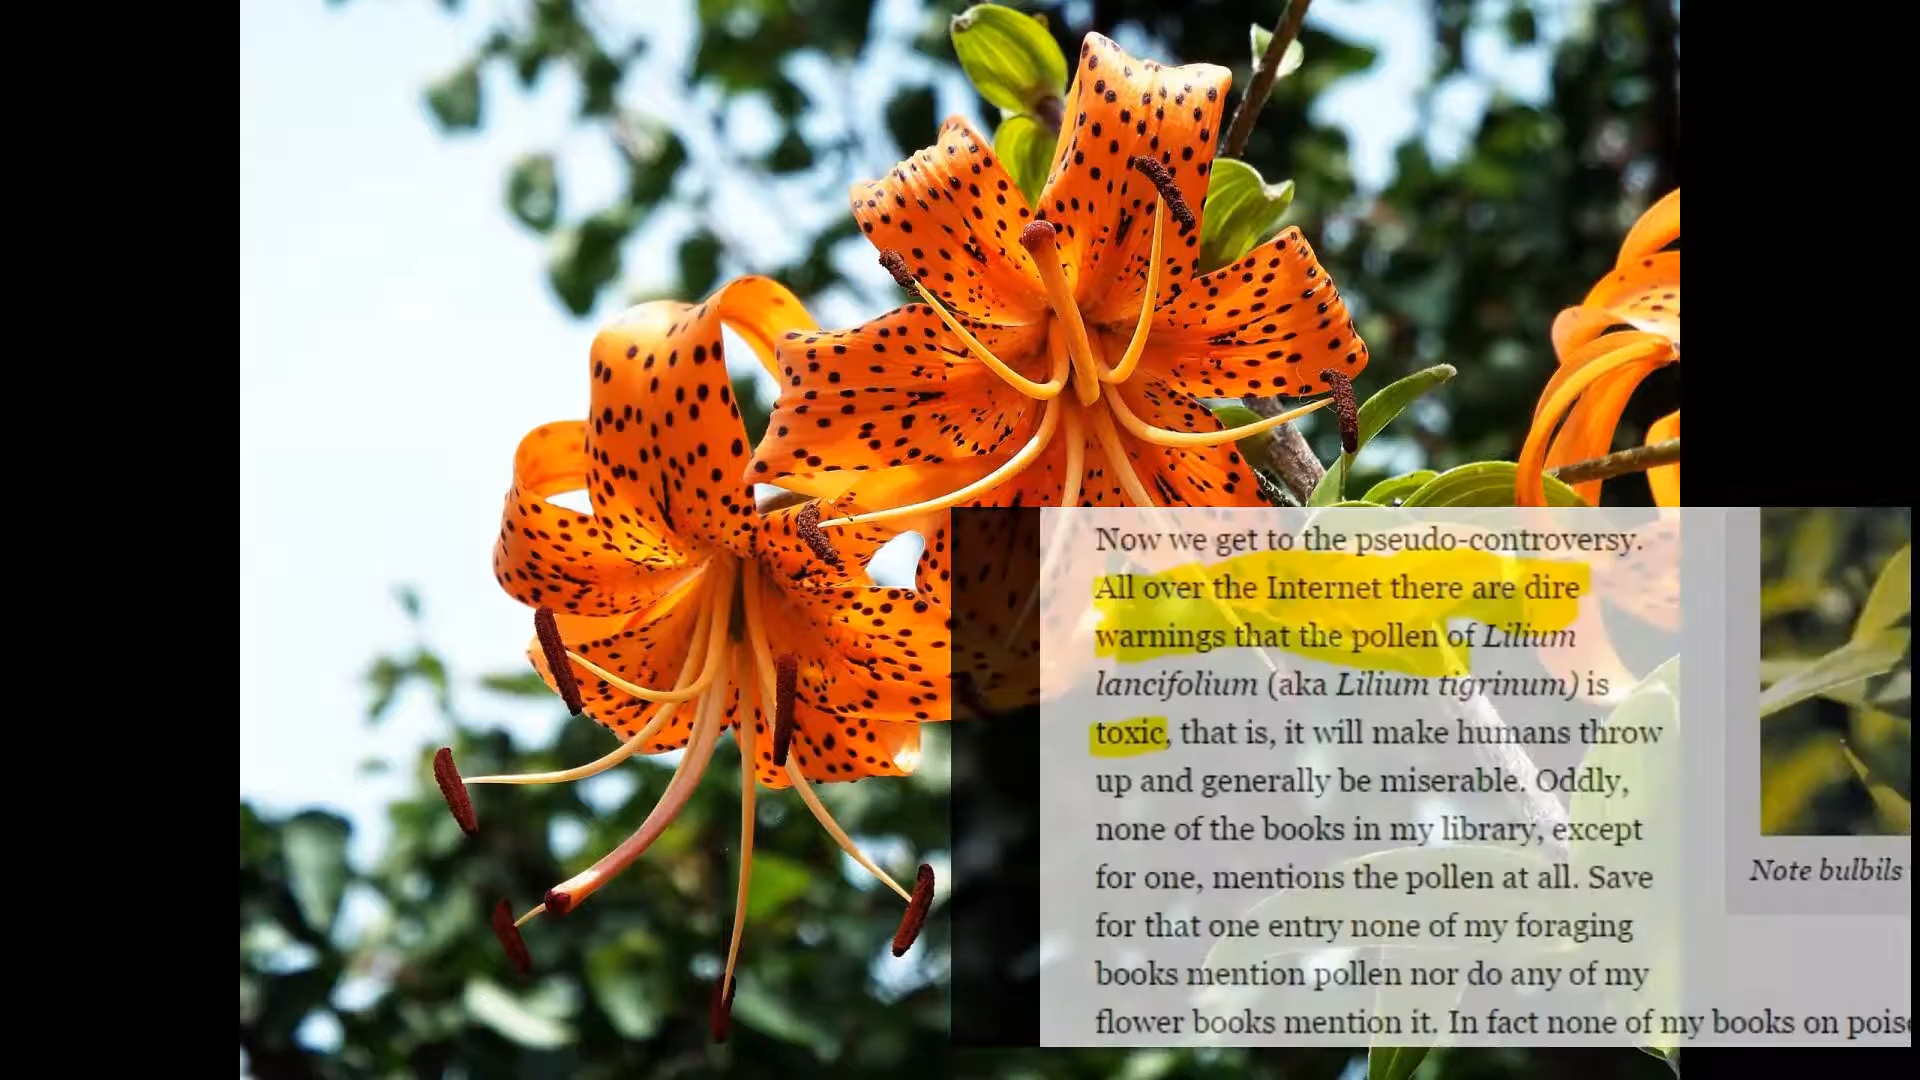 Now we get to the pseudo-controversy.
All over the Internet there are dire
warnings that the pollen of Lilium
lancifolium (aka Lilium tigrinum) is
toxic, that is, it will make humans throw
up and generally be miserable. Oddly,
none of the books in my library, except
for one, mentions the pollen at all. Save
for that one entry none of my foraging
books mention pollen nor do any of my
flower books mention it. In fact none of my books on
Note bulbils